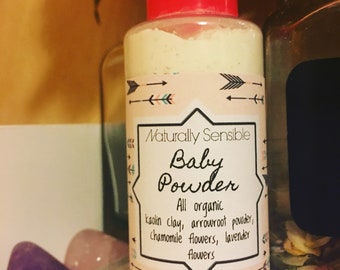 Naturally Sensible
Baby
Powder
All organic
kaolin clay, arrowroot powder,
chamomile flowers, lavender
flowers